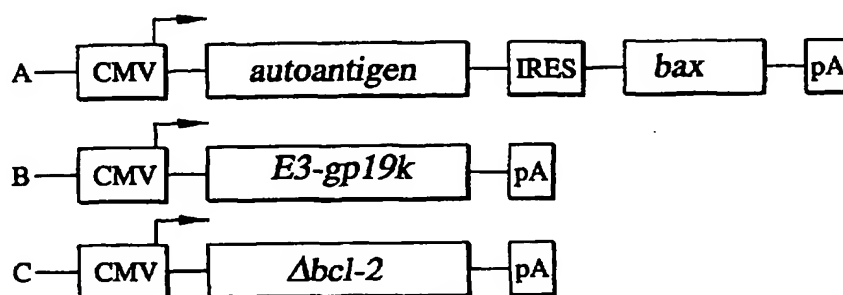 A CMV autoantigen IRES bax pA
B CMV E3-gp19k pA
C CMV Δbcl-2 pA